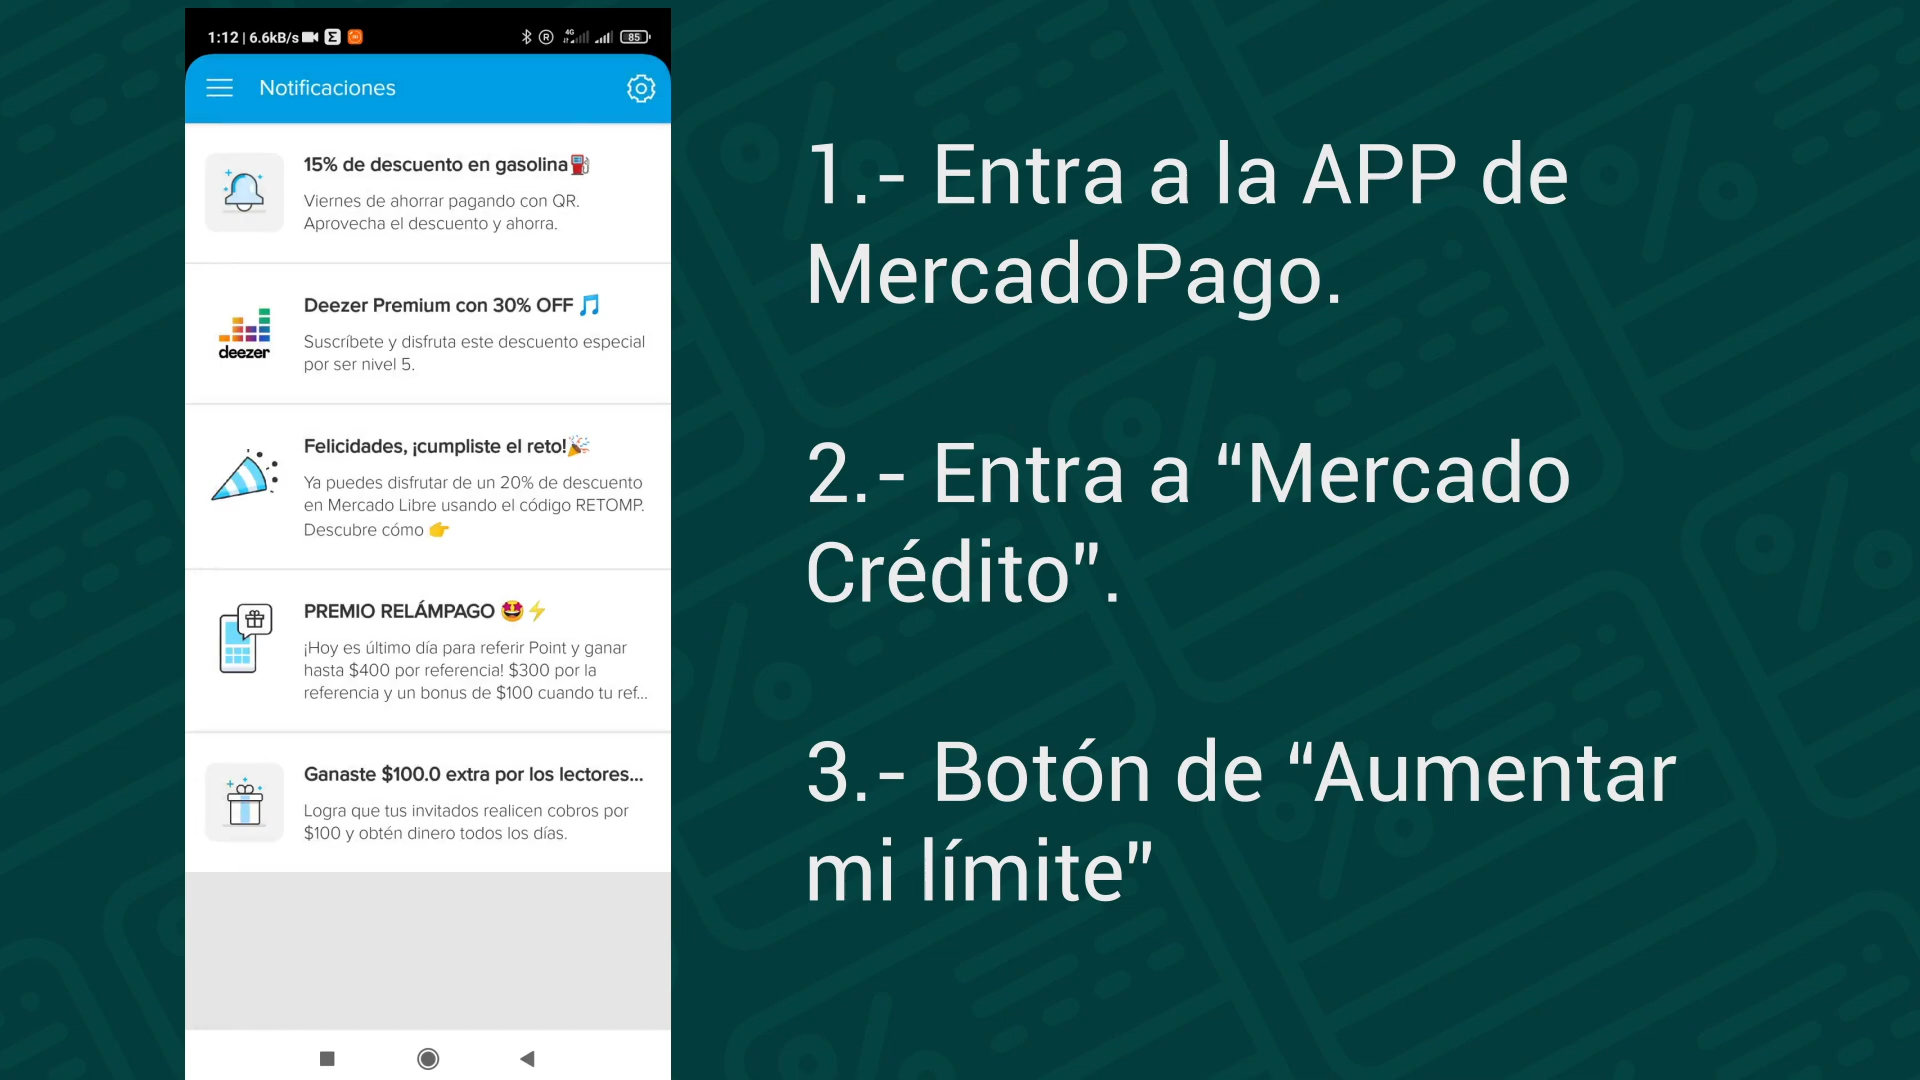 1:12 | 6.6kB/s
4G
85
Notificaciones
15% de descuento en gasolina⛽
Viernes de ahorrar pagando con QR.
Aprovecha el descuento y ahorra.
deezer
Deezer Premium con 30% OFF 🎵
Suscríbete y disfruta este descuento especial
por ser nivel 5.
Felicidades, ¡cumpliste el reto!🎉
Ya puedes disfrutar de un 20% de descuento
en Mercado Libre usando el código RETOMP.
Descubre cómo 👉
PREMIO RELÁMPAGO 🤩⚡
¡Hoy es último día para referir Point y ganar
hasta $400 por referencia! $300 por la
referencia y un bonus de $100 cuando tu ref...
Ganaste $100.0 extra por los lectores...
Logra que tus invitados realicen cobros por
$100 y obtén dinero todos los días.
1.- Entra a la APP de
MercadoPago.
2.- Entra a “Mercado
Crédito”.
3.- Botón de “Aumentar
mi límite”